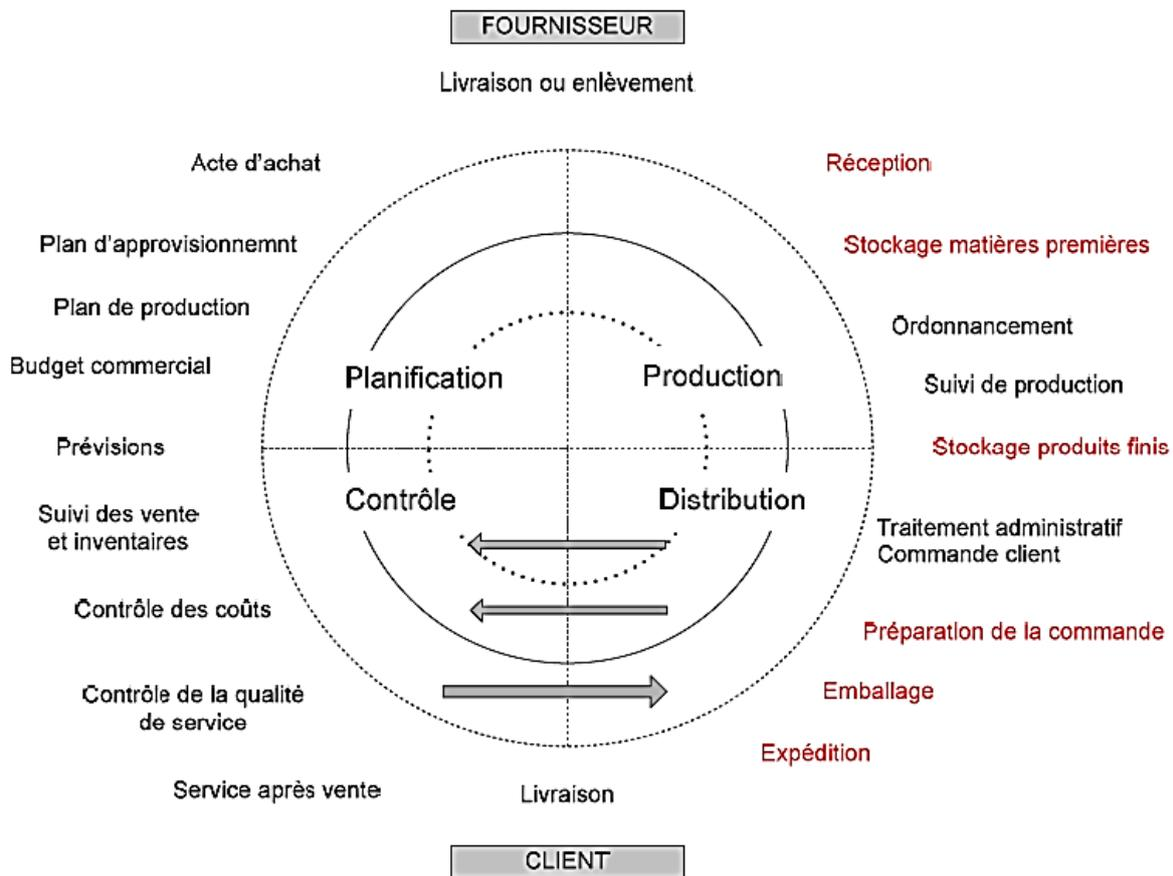 FOURNISSEUR
Livraison ou enlèvement
Acte d'achat
Réception
Plan d'approvisionnemnt
Stockage matières premières
Plan de production
Ordonnancement
Budget commercial
Planification
Production
Suivi de production
Prévisions
Stockage produits finis
Contrôle
Distribution
Suivi des vente
et inventaires
Traitement administratif
Commande client
Contrôle des coûts
Préparation de la commande
Contrôle de la qualité
de service
Emballage
Expédition
Service après vente
Livraison
CLIENT